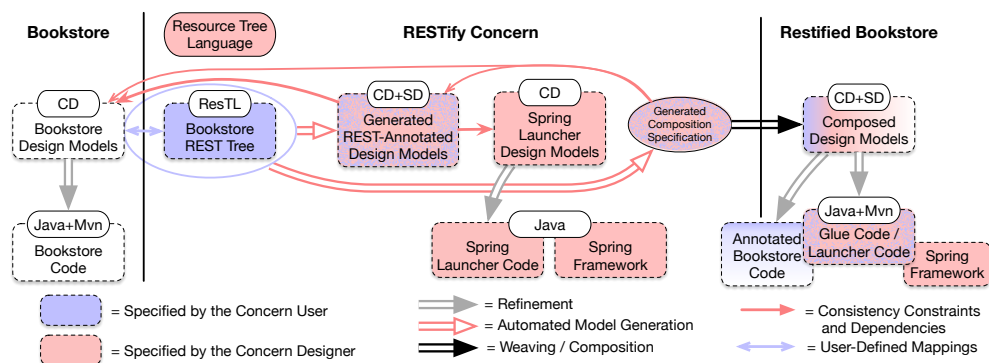 Bookstore
Resource Tree
Language
RESTify Concern
Restified Bookstore
CD
Bookstore
Design Models
ResTL
Bookstore
REST Tree
CD+SD
Generated
REST-Annotated
Design Models
CD
Spring
Launcher
Design Models
Generated
Composition
Specification
CD+SD
Composed
Design Models
Java+Mvn
Bookstore
Code
Java
Spring
Launcher Code
Spring
Framework
Annotated
Bookstore
Code
Java+Mvn
Glue Code /
Launcher Code
Spring
Framework
= Specified by the Concern User
= Specified by the Concern Designer
= Refinement
= Automated Model Generation
= Weaving / Composition
= Consistency Constraints
and Dependencies
= User-Defined Mappings